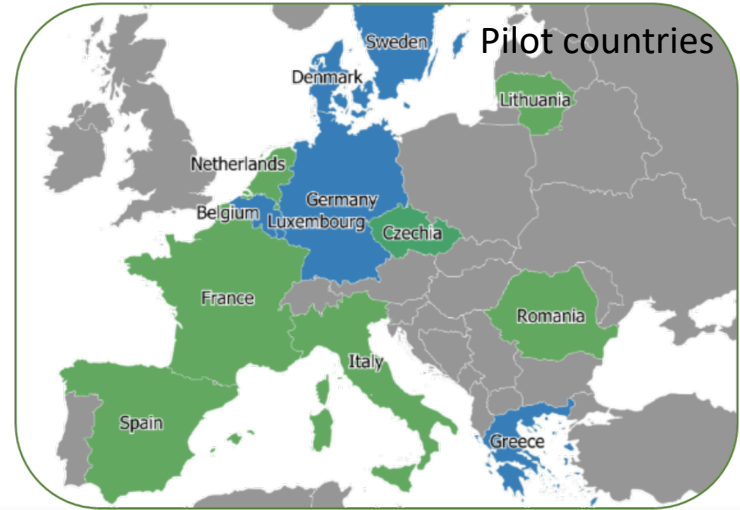 Pilot countries
Sweden
Denmark
Lithuania
Netherlands
Germany
Belgium
Luxembourg
Czechia
France
Romania
Italy
Spain
Greece